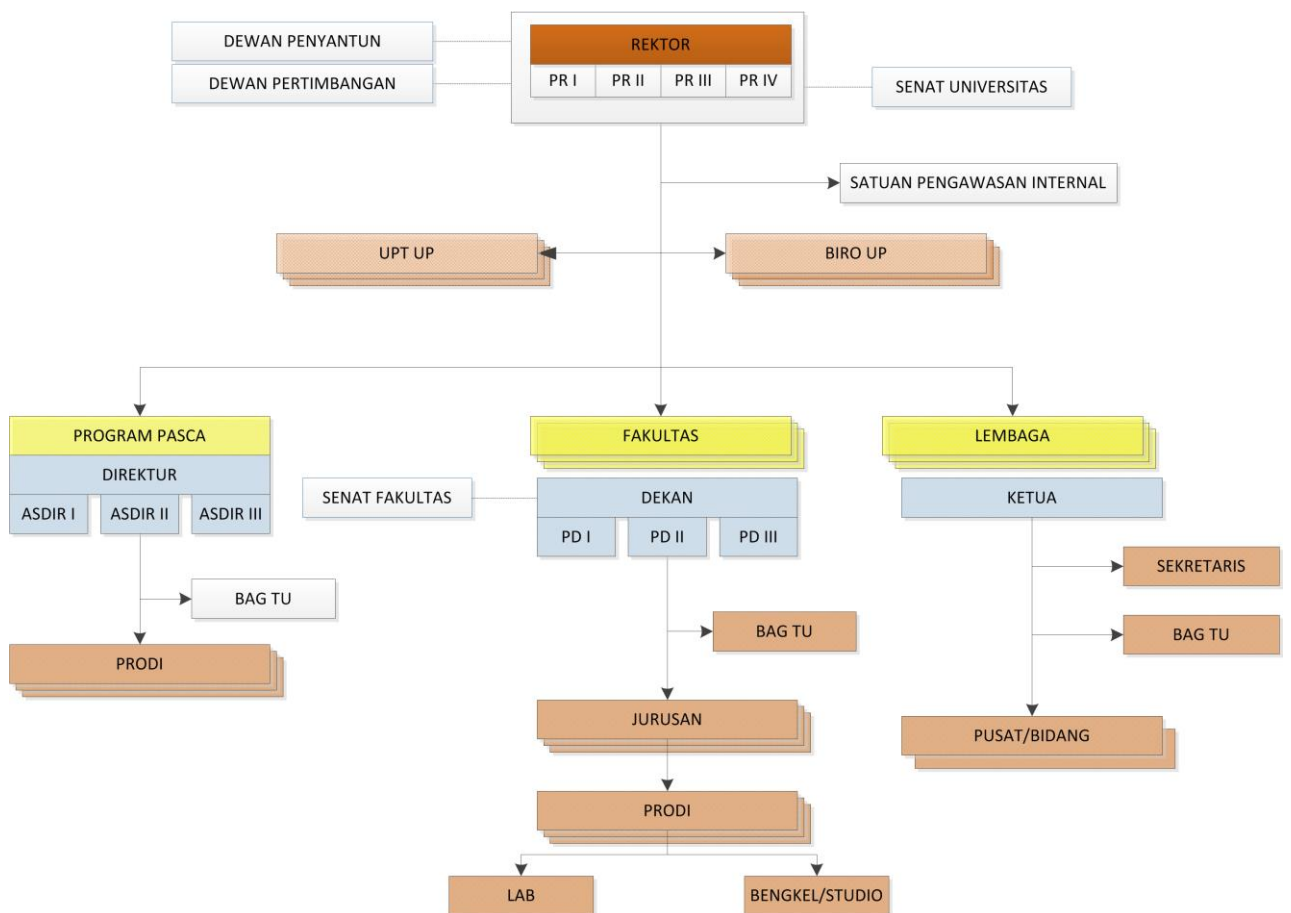 DEWAN PENYANTUN
REKTOR
DEWAN PERTIMBANGAN
PR I
PR II
PR III
PR IV
SENAT UNIVERSITAS
SATUAN PENGAWASAN INTERNAL
UPT UP
BIRO UP
PROGRAM PASCA
FAKULTAS
LEMBAGA
DIREKTUR
SENAT FAKULTAS
DEKAN
KETUA
ASDIR I
ASDIR II
ASDIR III
PD I
PD II
PD III
SEKRETARIS
BAG TU
BAG TU
BAG TU
PRODI
JURUSAN
PUSAT/BIDANG
PRODI
LAB
BENGKEL/STUDIO